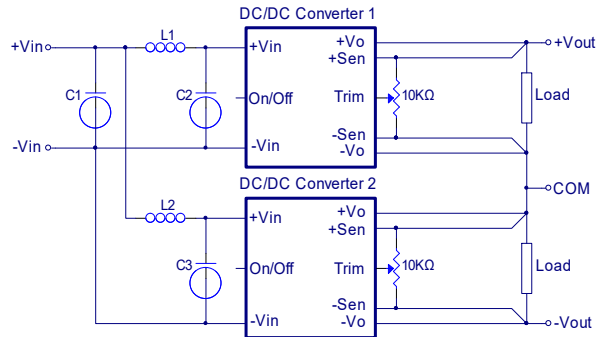 DC/DC Converter 1
+Vin
L1
+Vin
+Vo
+Sen
+Vout
C1
C2
On/Off
Trim
10KΩ
Load
-Vin
-Vin
-Sen
-Vo
DC/DC Converter 2
COM
L2
+Vin
+Vo
+Sen
C3
On/Off
Trim
10KΩ
Load
-Vin
-Sen
-Vo
-Vout